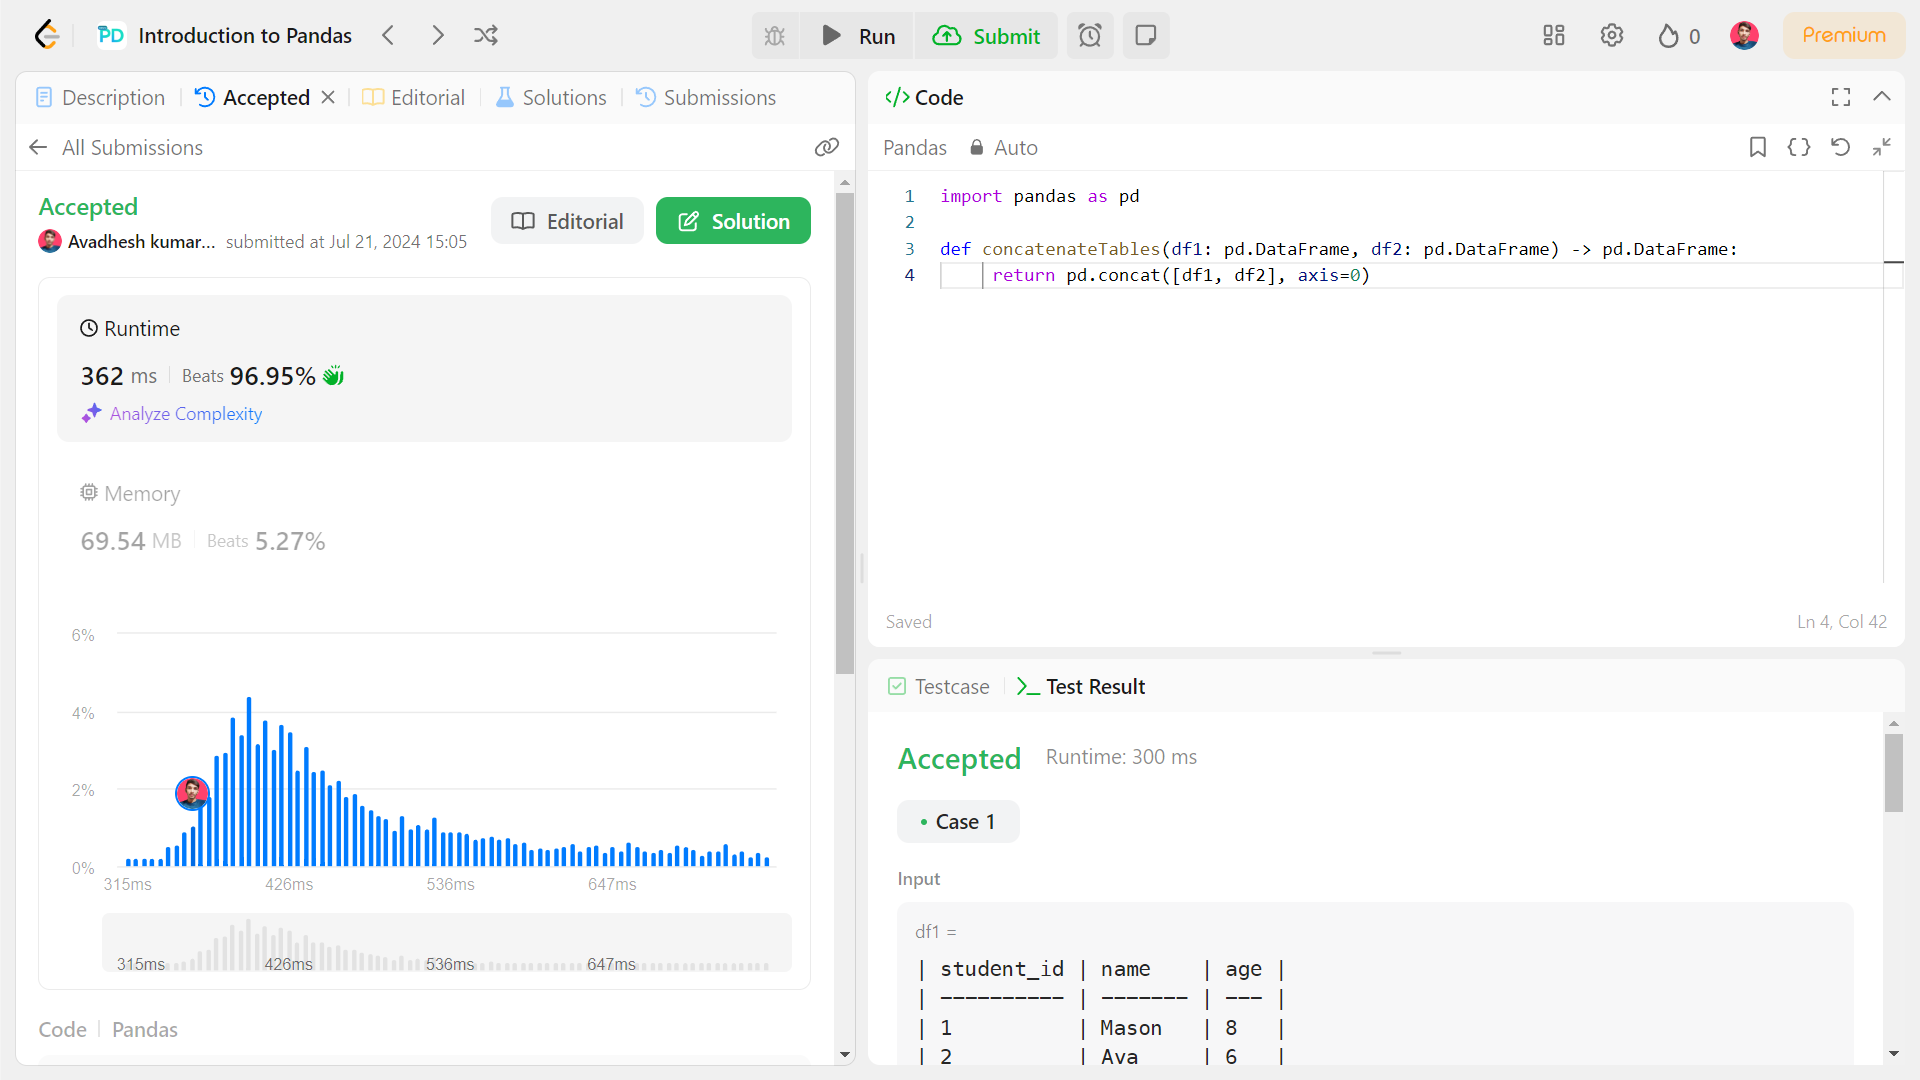 PD Introduction to Pandas
Run
Submit
0
Premium
Description
Accepted
Editorial
Solutions
Submissions
All Submissions
Accepted
Avadhesh kumar... submitted at Jul 21, 2024 15:05
Editorial
Solution
Runtime
362 ms Beats 96.95%
Analyze Complexity
Memory
69.54 MB Beats 5.27%
6%
4%
2%
0%
315ms 426ms 536ms 647ms
315ms 426ms 536ms 647ms
Code Pandas
</> Code
Pandas Auto
1 import pandas as pd
2
3 def concatenateTables(df1: pd.DataFrame, df2: pd.DataFrame) -> pd.DataFrame:
4 return pd.concat([df1, df2], axis=0)
Saved
Ln 4, Col 42
Testcase
Test Result
Accepted Runtime: 300 ms
• Case 1
Input
df1 =
| student_id | name    | age |
| ---------- | ------- | --- |
| 1          | Mason   | 8   |
| 2          | Ava     | 6   |